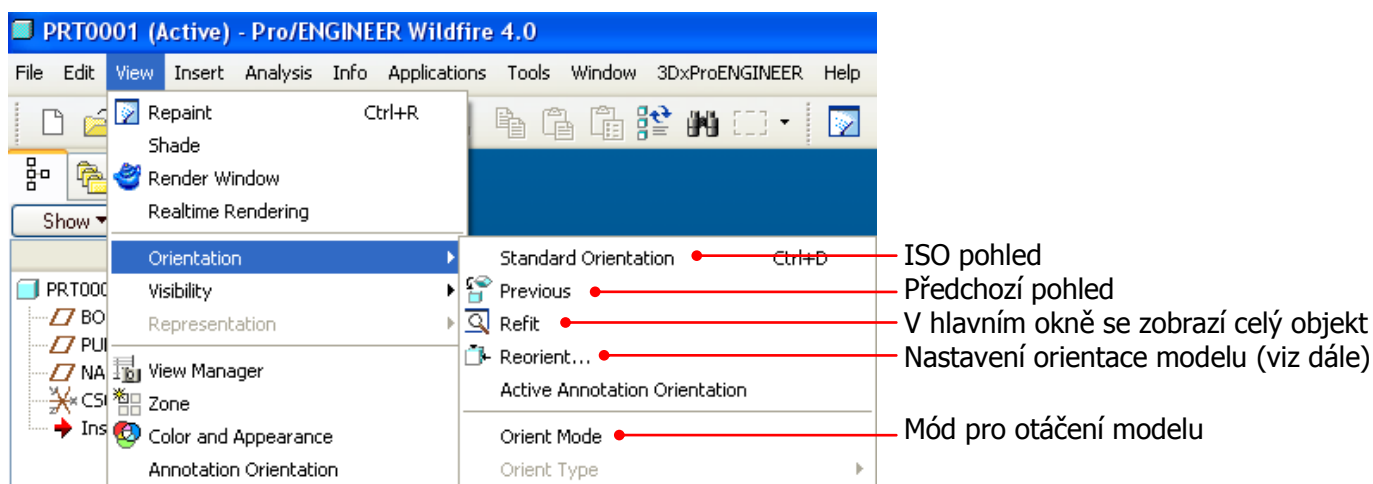 PRT0001 (Active) - Pro/ENGINEER Wildfire 4.0
File Edit View Insert Analysis Info Applications Tools Window 3DxProENGINEER Help
Repaint Ctrl+R
Shade
Render Window
Realtime Rendering
Show
Orientation
Visibility
Representation
View Manager
Zone
Color and Appearance
Annotation Orientation
PRT000
BO
PUI
NA
CSI
Ins
Standard Orientation Ctrl+D
Previous
Refit
Reorient...
Active Annotation Orientation
Orient Mode
Orient Type
ISO pohled
Předchozí pohled
V hlavním okně se zobrazí celý objekt
Nastavení orientace modelu (viz dále)
Mód pro otáčení modelu